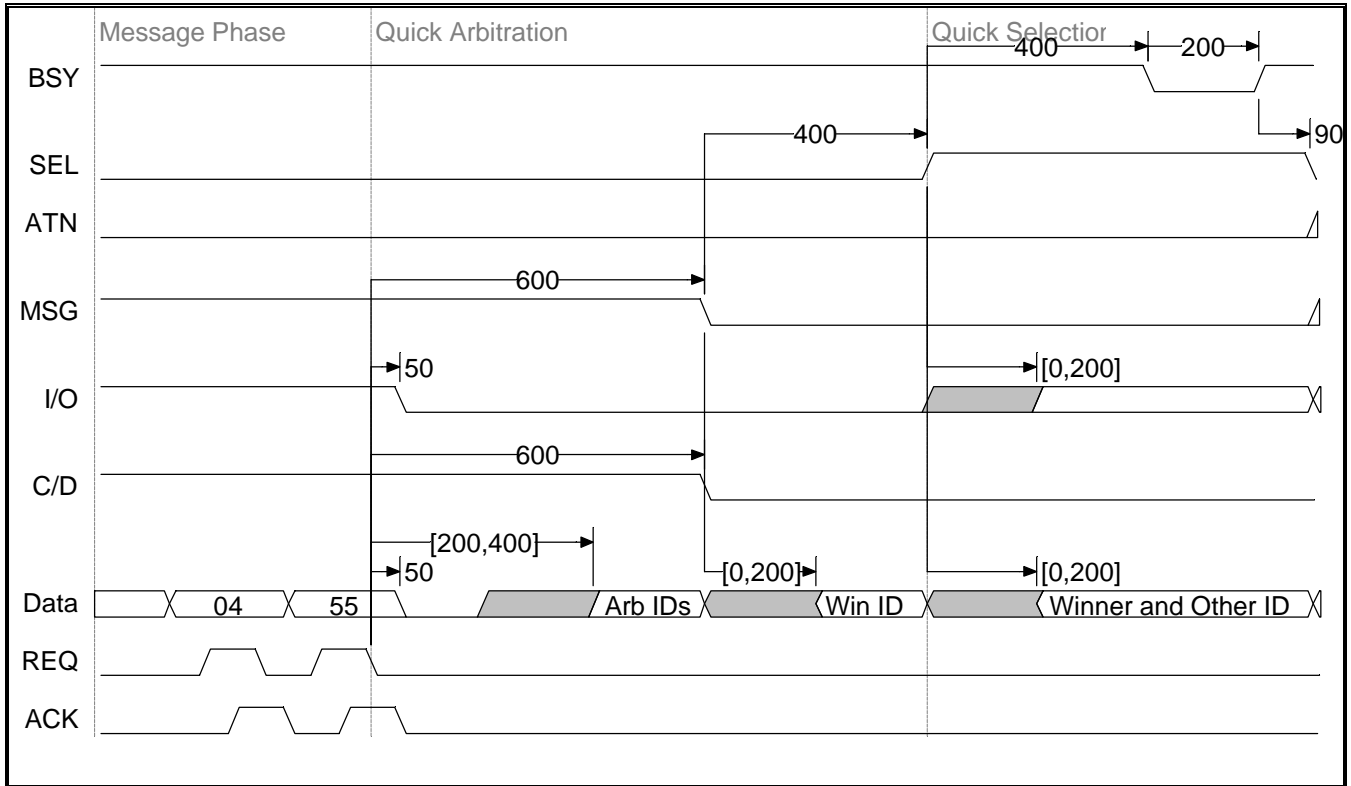 Message Phase Quick Arbitration Quick Selection
400 200
BSY
400 90
SEL
ATN
600
MSG
50 [0,200]
I/O
600
C/D
[200,400]
50 [0,200] [0,200]
Data 04 55 Arb IDs Win ID Winner and Other ID
REQ
ACK